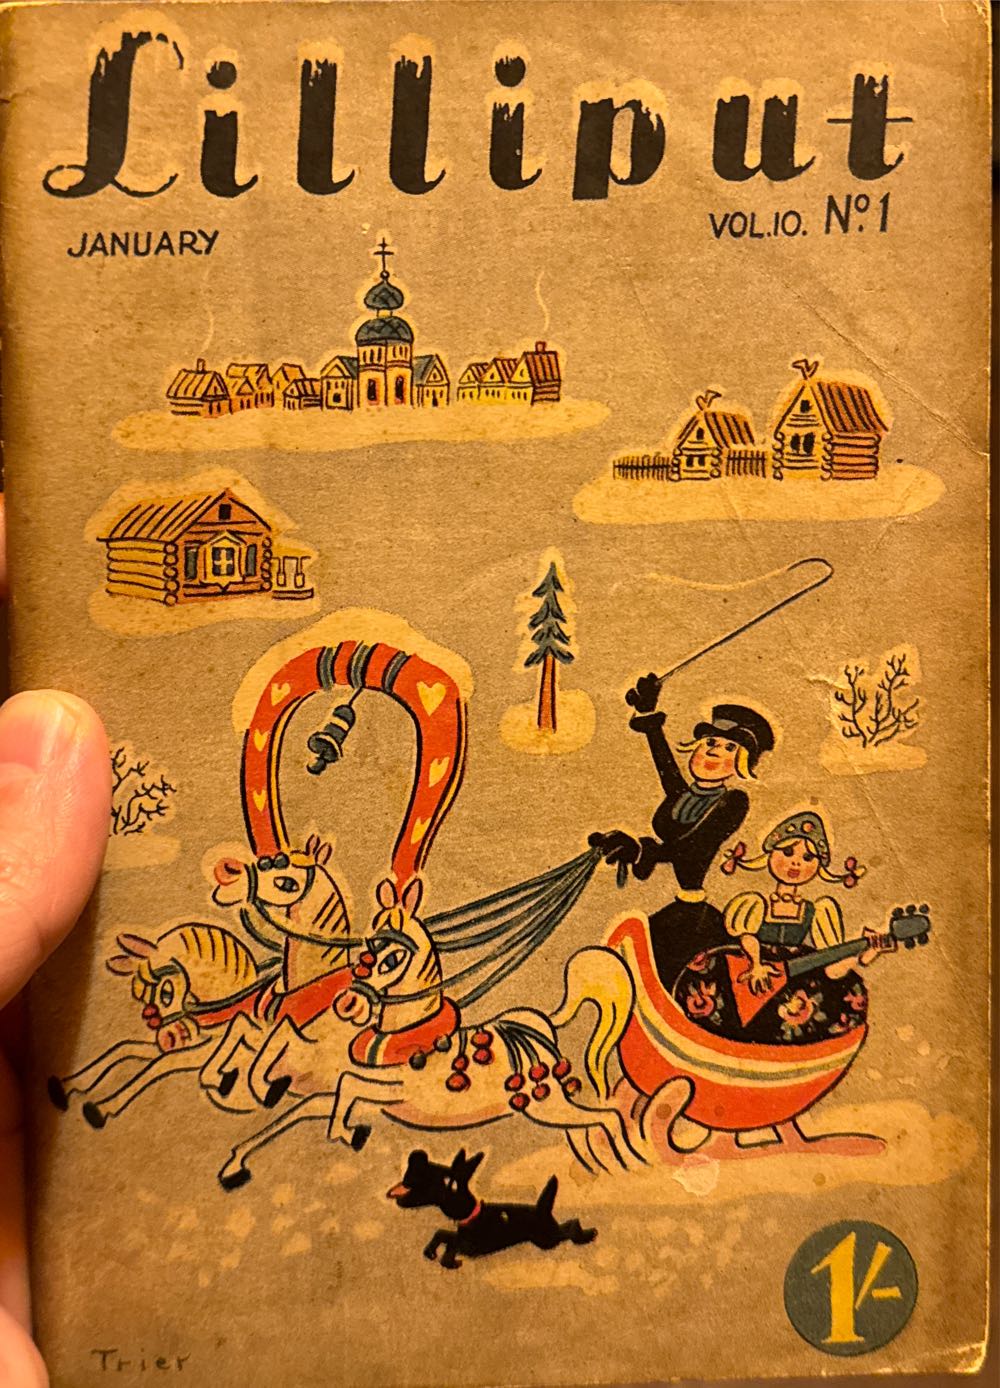 Lilliput
JANUARY
VOL.10. Nº1
1/-
Trier